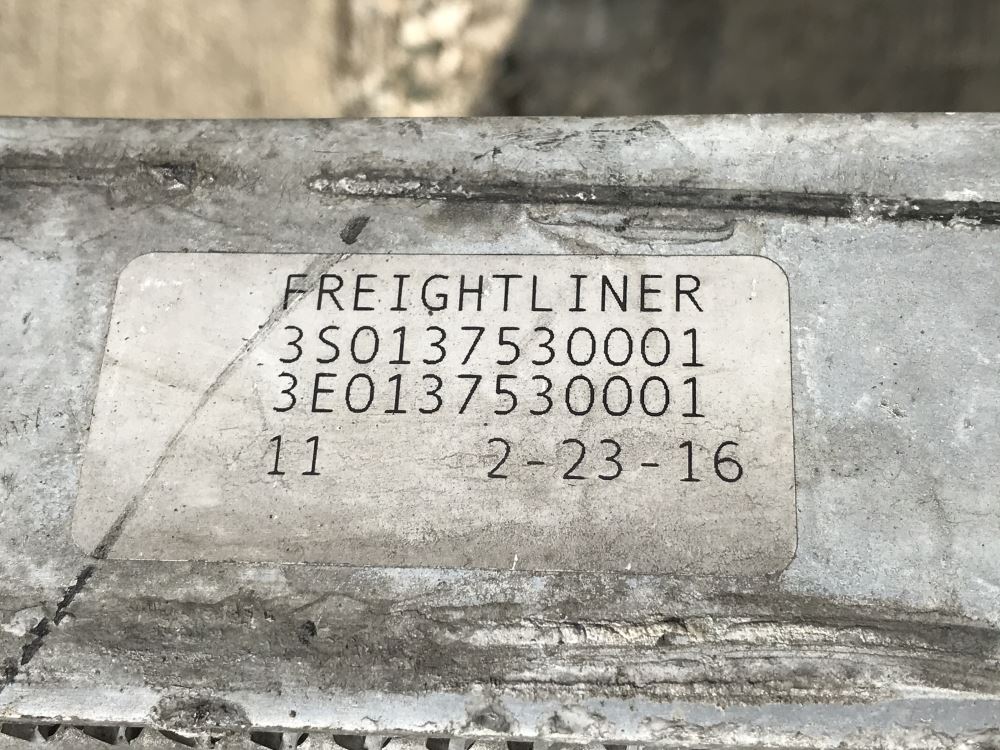 FREIGHTLINER
3S0137530001
3E0137530001
11 2-23-16